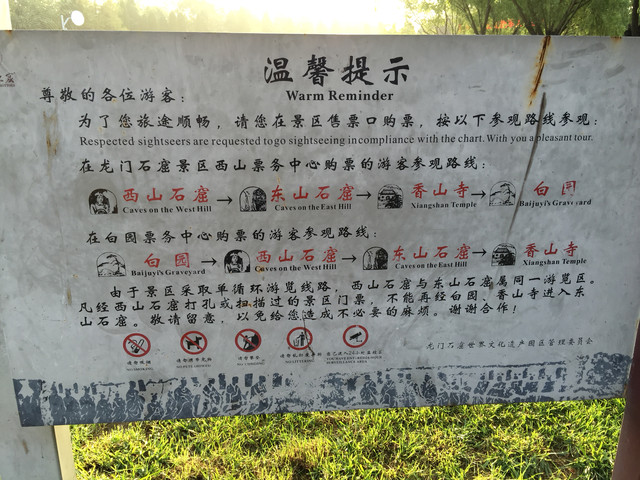 温馨提示
Warm Reminder
尊敬的各位游客：
为了您旅途顺畅，请您在景区售票口购票，按以下参观路线参观：
Respected sightseers are requested to go sightseeing in compliance with the chart. With you a pleasant tour.
在龙门石窟景区西山票务中心购票的游客参观路线：
西山石窟 → 东山石窟 → 香山寺 → 白园
Caves on the West Hill Caves on the East Hill Xiangshan Temple Baijuyi's Graveyard
在白园票务中心购票的游客参观路线：
白园 → 西山石窟 → 东山石窟 → 香山寺
Baijuyi's Graveyard Caves on the West Hill Caves on the East Hill Xiangshan Temple
由于景区采取单循环游览线路，西山石窟与东山石窟属同一游览区。
凡经西山石窟打孔或扫描过的景区门票，不能再经白园、香山寺进入东
山石窟。敬请留意，以免给您造成不必要的麻烦。谢谢合作！
请勿吸烟
NO SMOKING
龙门石窟世界文化遗产园区管理委员会